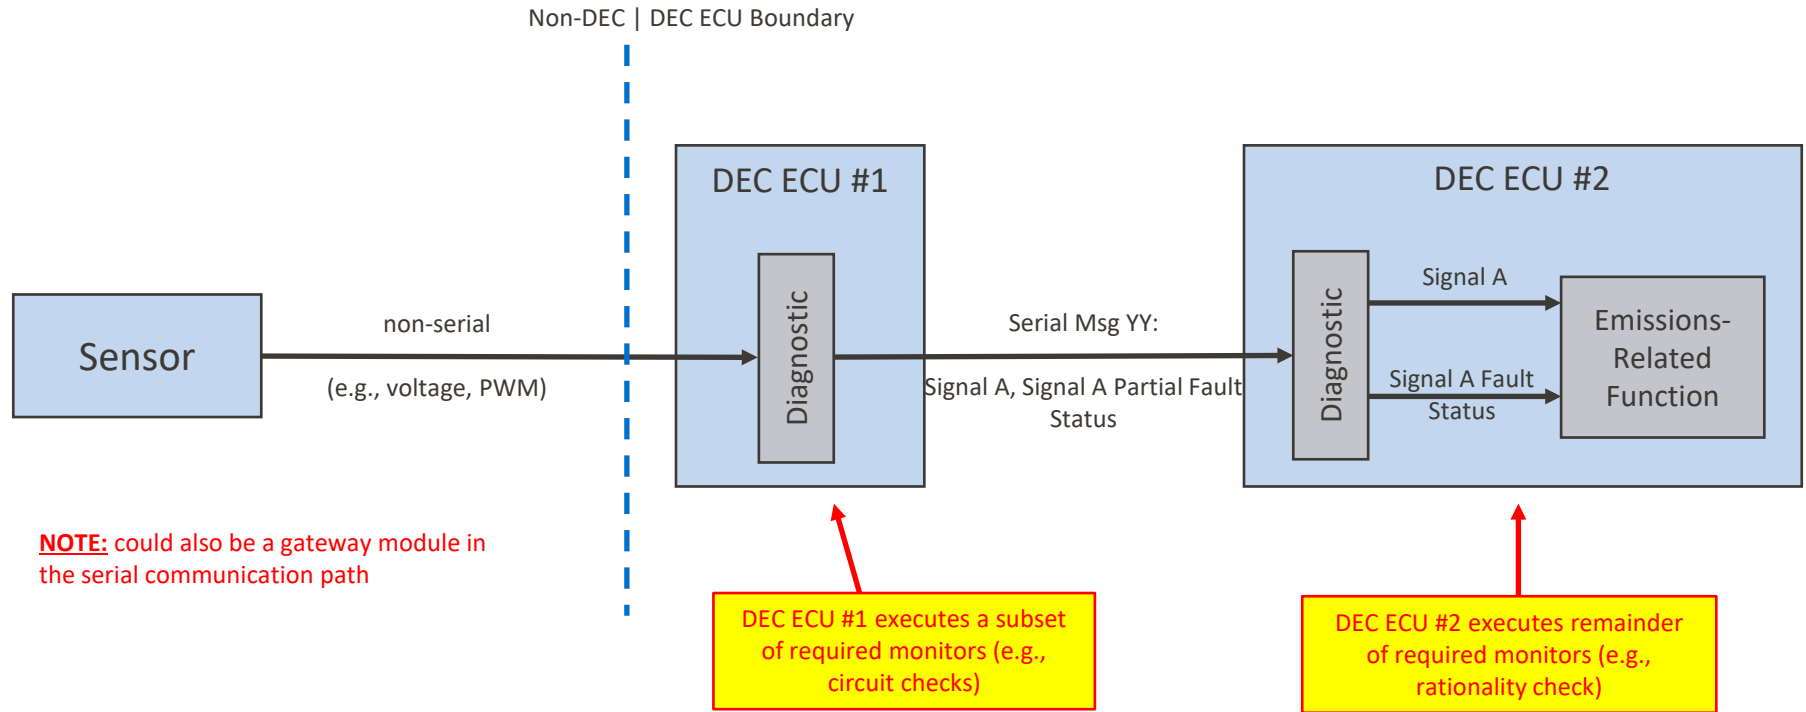 Non-DEC | DEC ECU Boundary
DEC ECU #1
DEC ECU #2
Sensor
non-serial
(e.g., voltage, PWM)
Diagnostic
Serial Msg YY:
Signal A, Signal A Partial Fault
Status
Diagnostic
Signal A
Signal A Fault
Status
Emissions-
Related
Function
NOTE: could also be a gateway module in
the serial communication path
DEC ECU #1 executes a subset
of required monitors (e.g.,
circuit checks)
DEC ECU #2 executes remainder
of required monitors (e.g.,
rationality check)